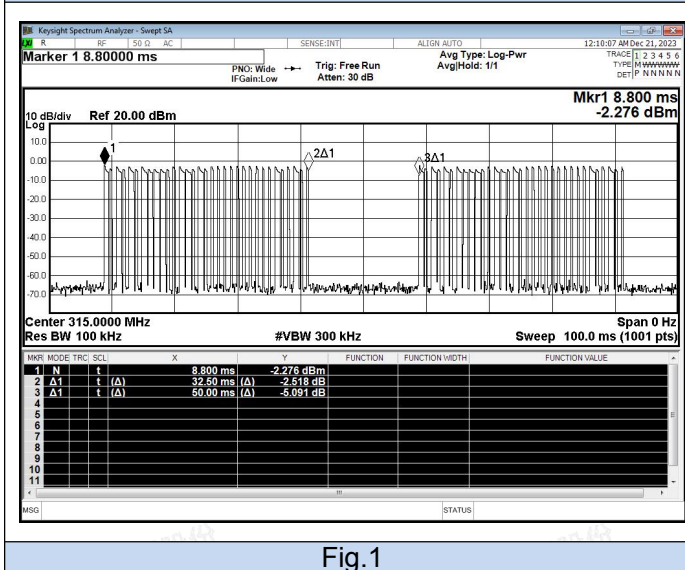 Keysight Spectrum Analyzer - Swept SA
R RF 50 Ω AC SENSE:INT ALIGN AUTO 12:10:07 AM Dec 21, 2023
Marker 1 8.80000 ms
PNO: Wide Trig: Free Run Avg Type: Log-Pwr TRACE 1 2 3 4 5 6
IFGain:Low Atten: 30 dB Avg|Hold: 1/1 TYPE M WWWWW
DET P N N N N N
Mkr1 8.800 ms
10 dB/div Ref 20.00 dBm -2.276 dBm
Log
10.0
1 2Δ1 3Δ1
0.00
-10.0
-20.0
-30.0
-40.0
-50.0
-60.0
-70.0
Center 315.0000 MHz Span 0 Hz
Res BW 100 kHz #VBW 300 kHz Sweep 100.0 ms (1001 pts)
MKR MODE TRC SCL X Y FUNCTION FUNCTION WIDTH FUNCTION VALUE
1 N t 8.800 ms -2.276 dBm
2 Δ1 t (Δ) 32.50 ms (Δ) -2.518 dB
3 Δ1 t (Δ) 50.00 ms (Δ) -5.091 dB
4
5
6
7
8
9
10
11
MSG STATUS
Fig.1